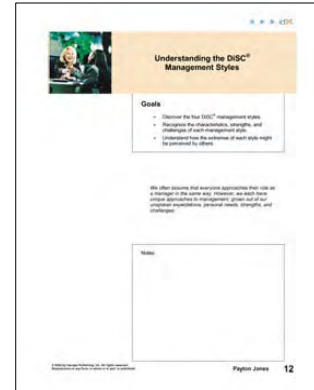 Understanding the DiSC®
Management Styles
Goals
• Discover the four DiSC® management styles.
• Recognize the characteristics, strengths, and
challenges of each management style.
• Understand how the extremes of each style might
be perceived by others.
We often assume that everyone approaches their role as
a manager in the same way. However, we each have
unique approaches to management, grown out of our
unspoken expectations, personal needs, strengths, and
challenges.
Notes:
Payton Jones 12